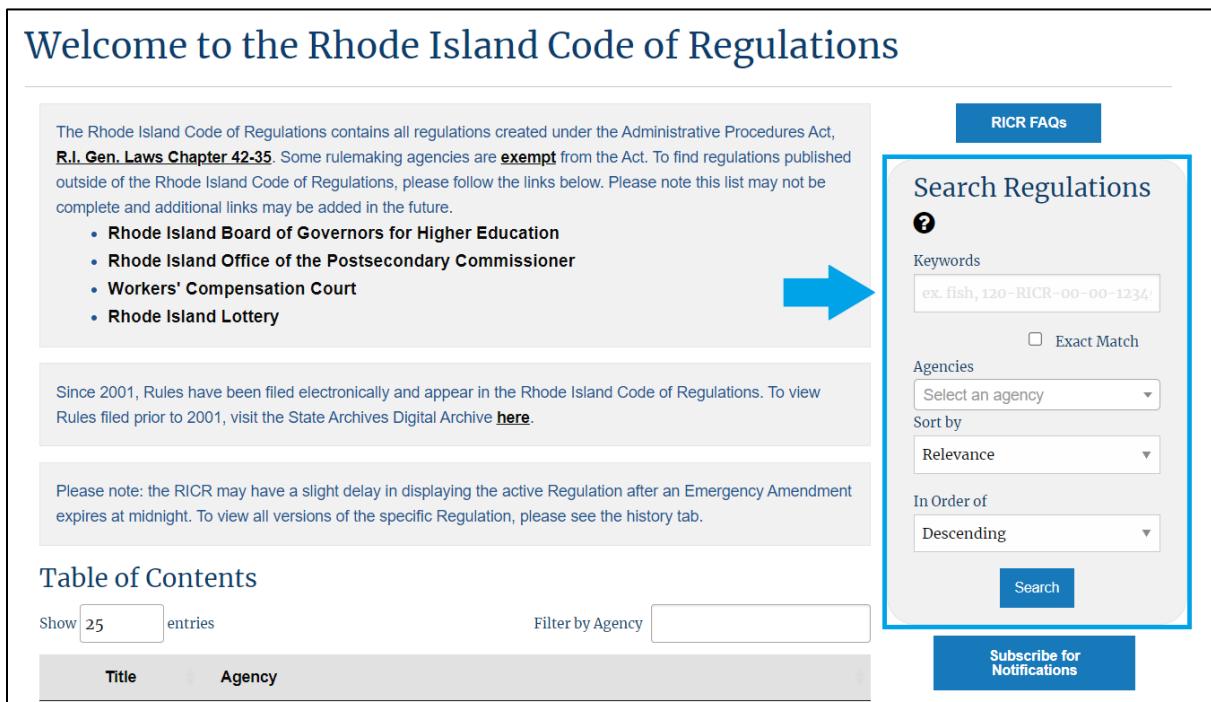 Welcome to the Rhode Island Code of Regulations
The Rhode Island Code of Regulations contains all regulations created under the Administrative Procedures Act,
R.I. Gen. Laws Chapter 42-35. Some rulemaking agencies are exempt from the Act. To find regulations published
outside of the Rhode Island Code of Regulations, please follow the links below. Please note this list may not be
complete and additional links may be added in the future.
• Rhode Island Board of Governors for Higher Education
• Rhode Island Office of the Postsecondary Commissioner
• Workers' Compensation Court
• Rhode Island Lottery
Since 2001, Rules have been filed electronically and appear in the Rhode Island Code of Regulations. To view
Rules filed prior to 2001, visit the State Archives Digital Archive here.
Please note: the RICR may have a slight delay in displaying the active Regulation after an Emergency Amendment
expires at midnight. To view all versions of the specific Regulation, please see the history tab.
Table of Contents
Show 25 entries
Filter by Agency
Title Agency
RICR FAQs
Search Regulations
?
Keywords
ex. fish, 120-RICR-00-00-1234
Exact Match
Agencies
Select an agency
Sort by
Relevance
In Order of
Descending
Search
Subscribe for
Notifications